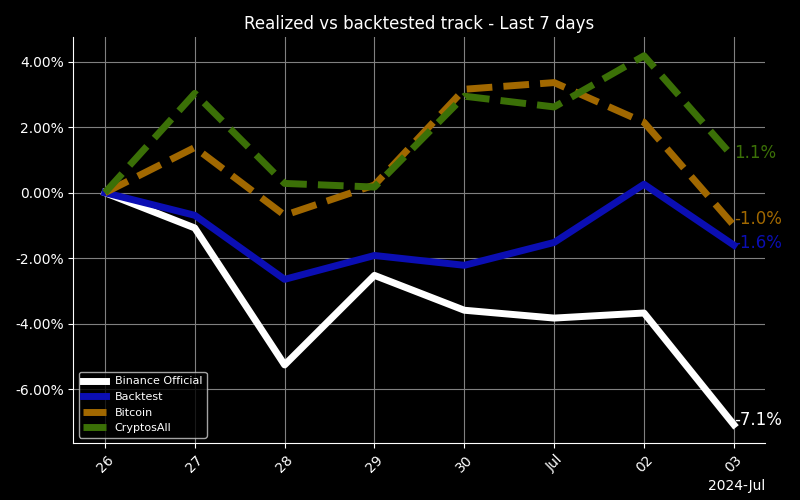 Realized vs backtested track - Last 7 days
4.00%
2.00%
0.00%
-2.00%
-4.00%
-6.00%
1.1%
-1.0%
-1.6%
-7.1%
Binance Official
Backtest
Bitcoin
CryptosAll
26 27 28 29 30 Jul 02 03
2024-Jul